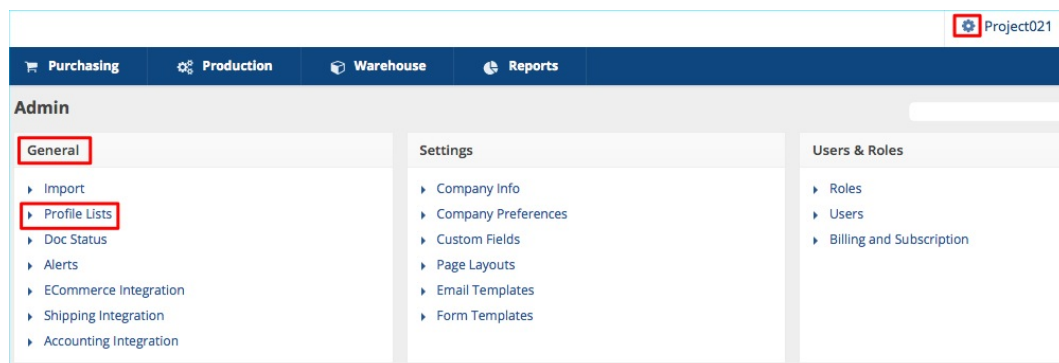 Project021
Purchasing Production Warehouse Reports
Admin
General
Import
Profile Lists
Doc Status
Alerts
ECommerce Integration
Shipping Integration
Accounting Integration
Settings
Company Info
Company Preferences
Custom Fields
Page Layouts
Email Templates
Form Templates
Users & Roles
Roles
Users
Billing and Subscription